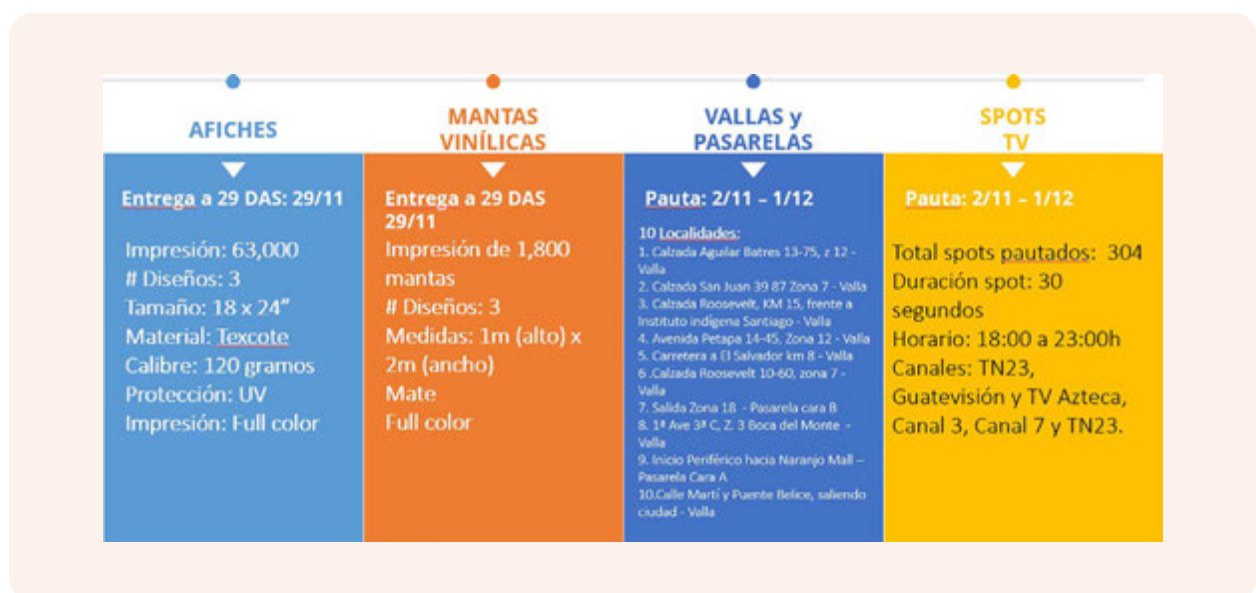 AFICHES
Entrega a 29 DAS: 29/11
Impresión: 63,000
# Diseños: 3
Tamaño: 18 x 24”
Material: Texcote
Calibre: 120 gramos
Protección: UV
Impresión: Full color
MANTAS
VINÍLICAS
Entrega a 29 DAS
29/11
Impresión de 1,800
mantas
# Diseños: 3
Medidas: 1m (alto) x
2m (ancho)
Mate
Full color
VALLAS y
PASARELAS
Pauta: 2/11 – 1/12
10 Localidades:
1. Calzada Aguilar Batres 13-75, z 12 -
Valla
2. Calzada San Juan 39 87 Zona 7 - Valla
3. Calzada Roosevelt, KM 15, frente a
Instituto indígena Santiago - Valla
4. Avenida Petapa 14-45, Zona 12 - Valla
5. Carretera a El Salvador km 8 - Valla
6 .Calzada Roosevelt 10-60, zona 7 -
Valla
7. Salida Zona 18 - Pasarela cara B
8. 1ª Ave 3ª C, Z. 3 Boca del Monte -
Valla
9. Inicio Periférico hacia Naranjo Mall –
Pasarela Cara A
10.Calle Martí y Puente Belice, saliendo
ciudad - Valla
SPOTS
TV
Pauta: 2/11 – 1/12
Total spots pautados: 304
Duración spot: 30
segundos
Horario: 18:00 a 23:00h
Canales: TN23,
Guatevisión y TV Azteca,
Canal 3, Canal 7 y TN23.